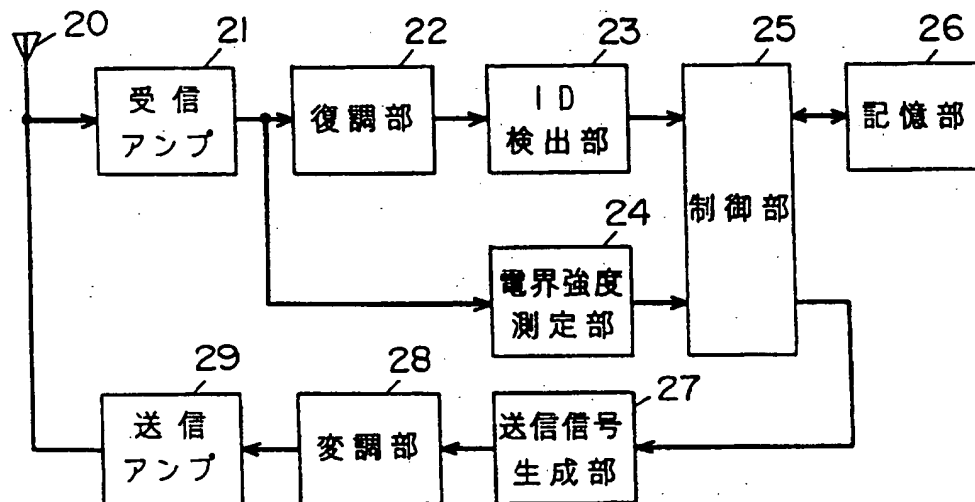 20
21
22
23
25
26
受信
アンプ
復調部
ID
検出部
制御部
記憶部
24
電界強度
測定部
29
28
27
送信
アンプ
変調部
送信信号
生成部